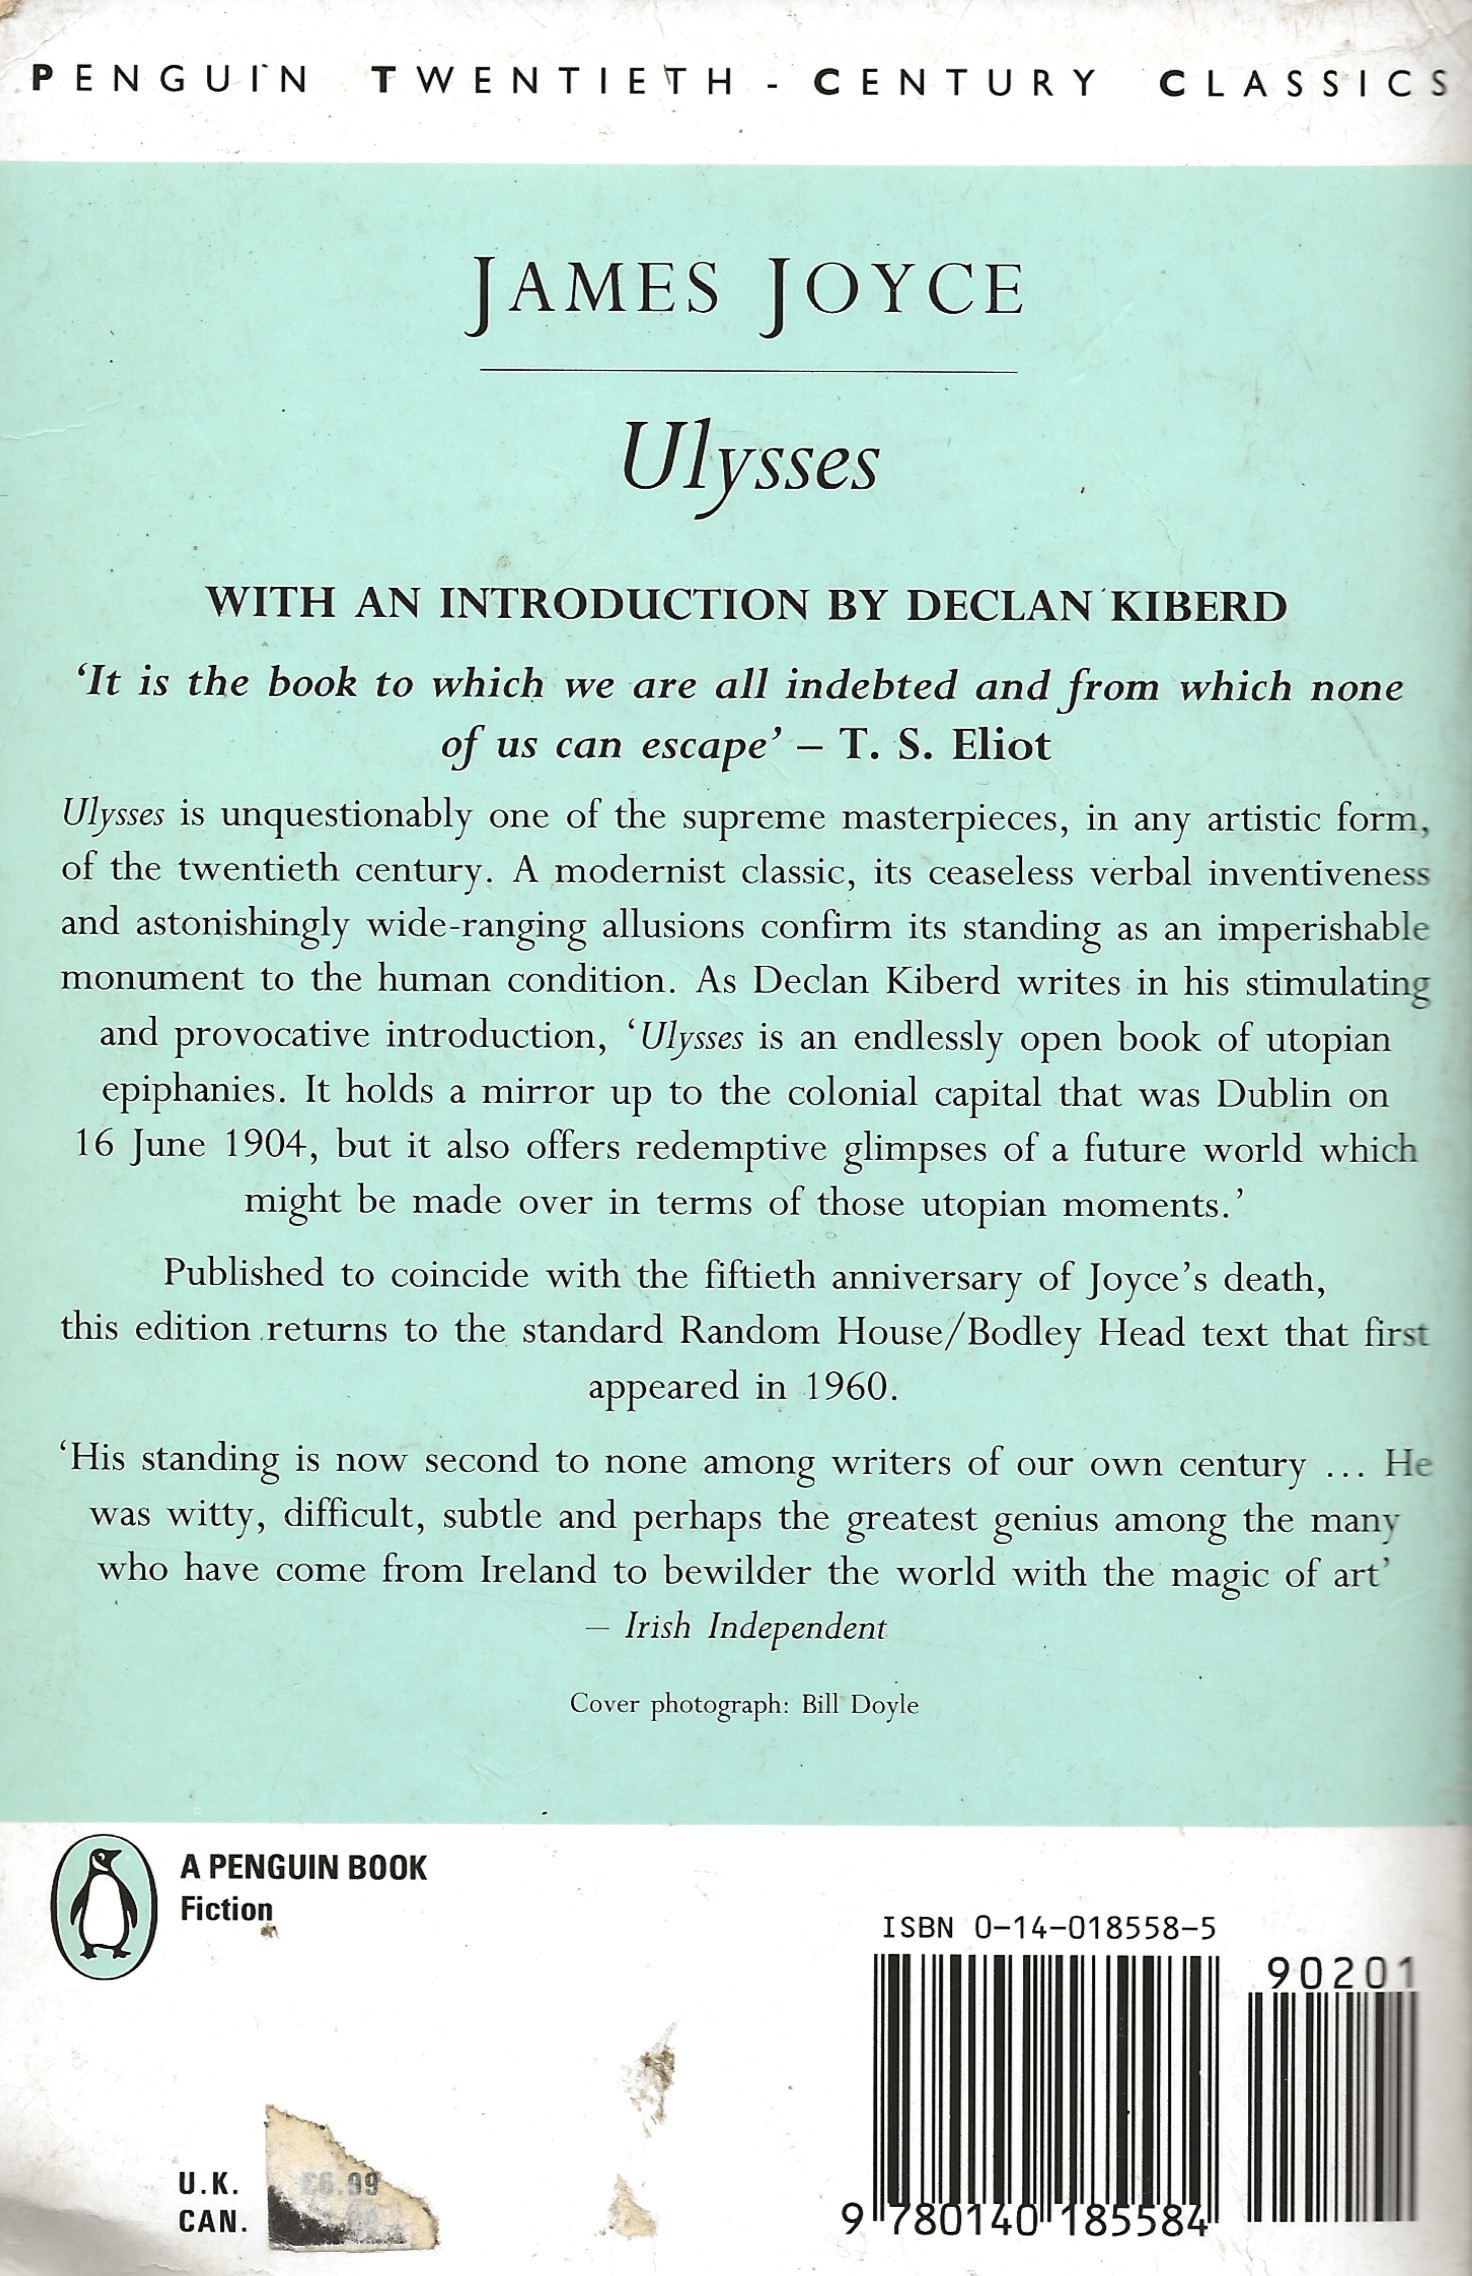 PENGUIN TWENTIETH-CENTURY CLASSICS
JAMES JOYCE
Ulysses
WITH AN INTRODUCTION BY DECLAN KIBERD
‘It is the book to which we are all indebted and from which none
of us can escape’ – T. S. Eliot
Ulysses is unquestionably one of the supreme masterpieces, in any artistic form,
of the twentieth century. A modernist classic, its ceaseless verbal inventiveness
and astonishingly wide-ranging allusions confirm its standing as an imperishable
monument to the human condition. As Declan Kiberd writes in his stimulating
and provocative introduction, ‘Ulysses is an endlessly open book of utopian
epiphanies. It holds a mirror up to the colonial capital that was Dublin on
16 June 1904, but it also offers redemptive glimpses of a future world which
might be made over in terms of those utopian moments.’
Published to coincide with the fiftieth anniversary of Joyce’s death,
this edition returns to the standard Random House/Bodley Head text that first
appeared in 1960.
‘His standing is now second to none among writers of our own century ... He
was witty, difficult, subtle and perhaps the greatest genius among the many
who have come from Ireland to bewilder the world with the magic of art’
– Irish Independent
Cover photograph: Bill Doyle
A PENGUIN BOOK
Fiction
ISBN 0-14-018558-5
90201
U.K. £6.99
CAN.
9 780140 185584